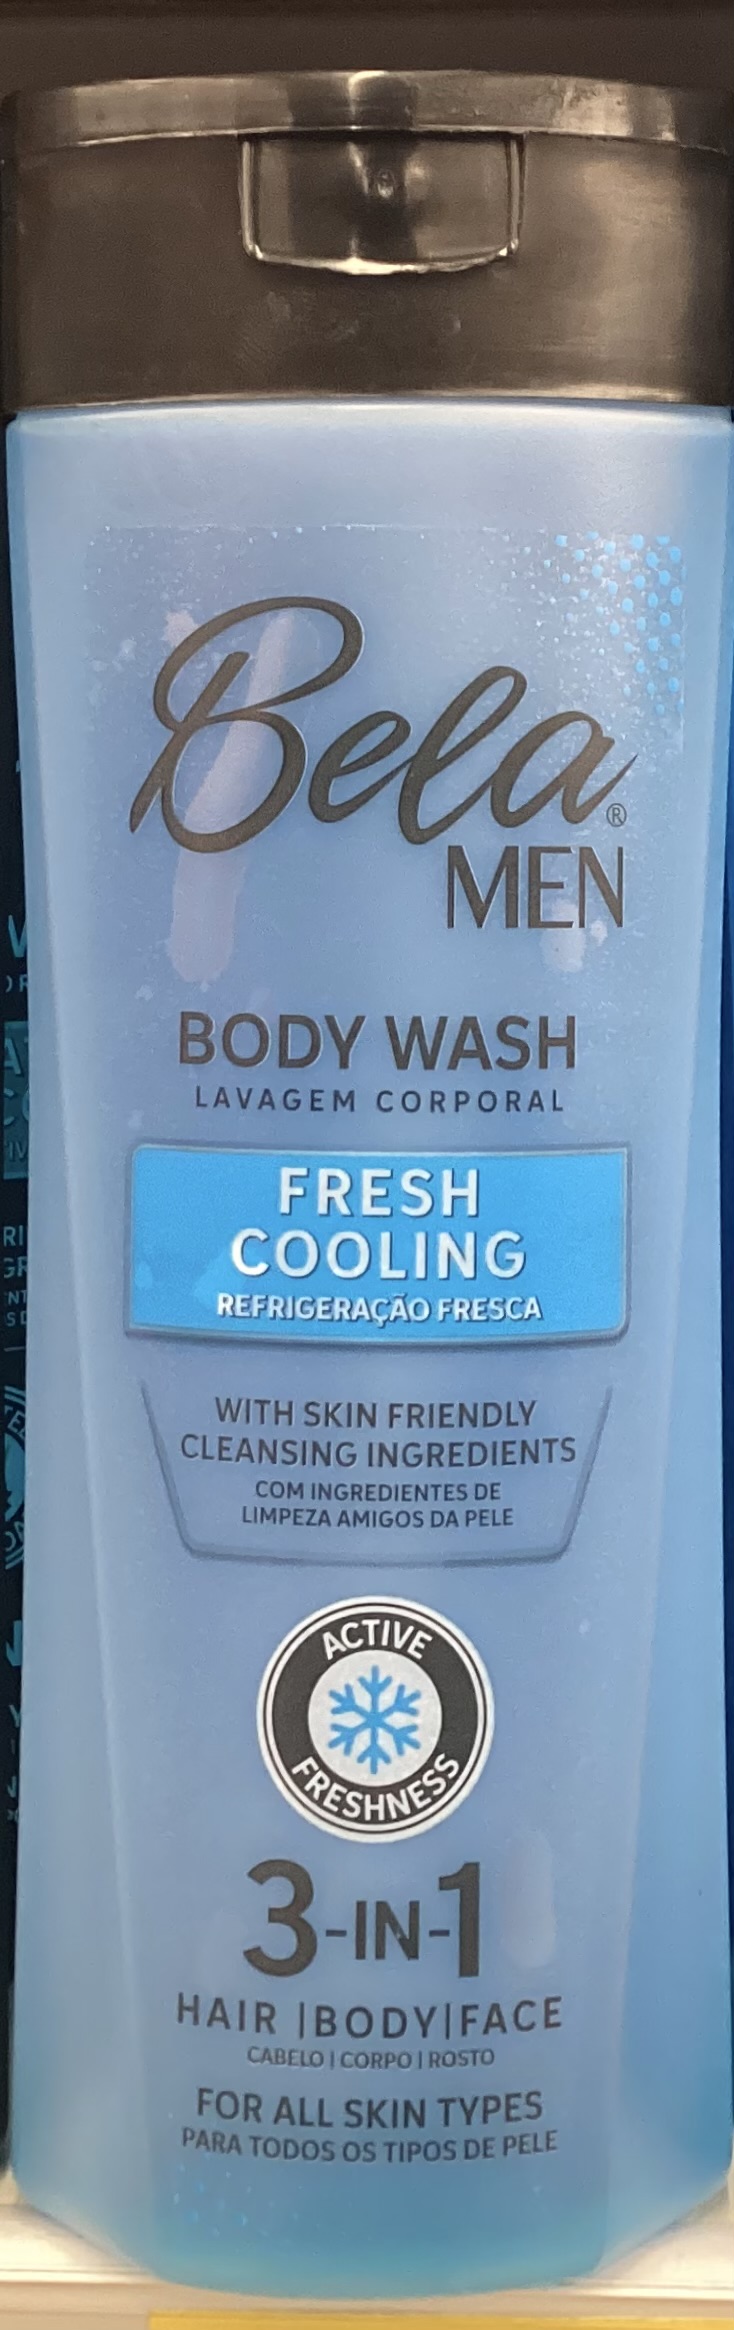 Bela®
MEN
BODY WASH
LAVAGEM CORPORAL
FRESH
COOLING
REFRIGERAÇÃO FRESCA
WITH SKIN FRIENDLY
CLEANSING INGREDIENTS
COM INGREDIENTES DE
LIMPEZA AMIGOS DA PELE
ACTIVE
FRESHNESS
3-IN-1
HAIR |BODY|FACE
CABELO | CORPO | ROSTO
FOR ALL SKIN TYPES
PARA TODOS OS TIPOS DE PELE